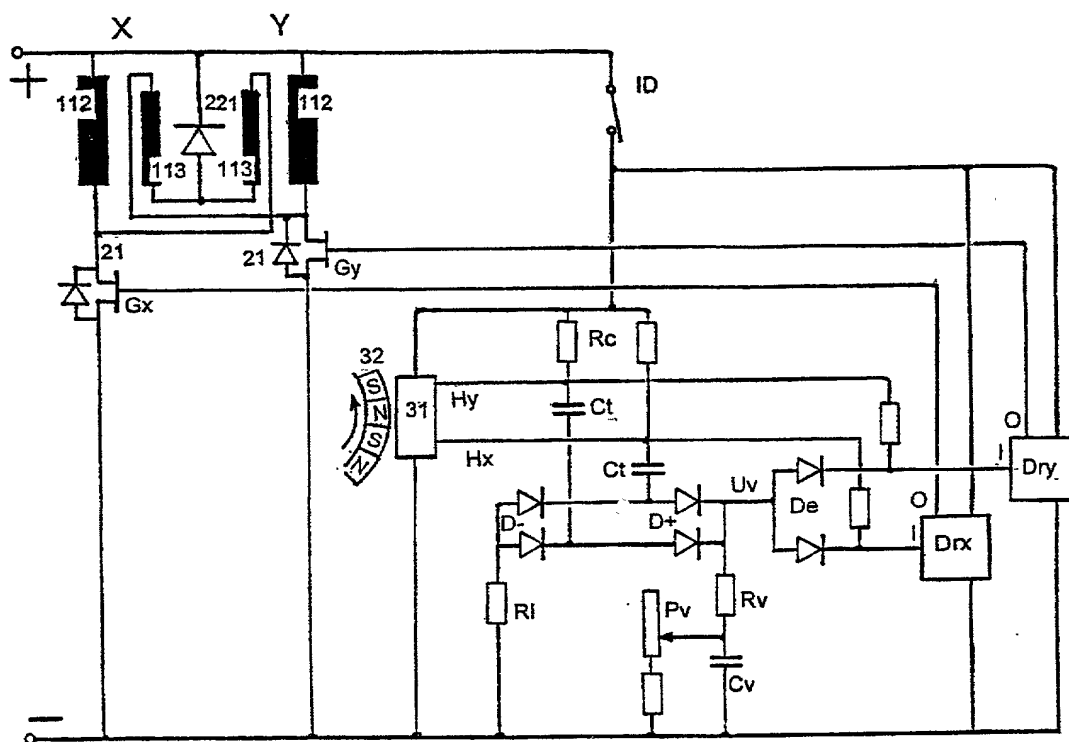 X Y
+
ID
112 221 112
113 113
21 21
Gy
Gx
32
Rc
S N S N
31
Hy
Ct
Hx
Ct
O
I
Dry
Uv
O
D- D+ De
I
Drx
Rl Pv Rv
Cv
−